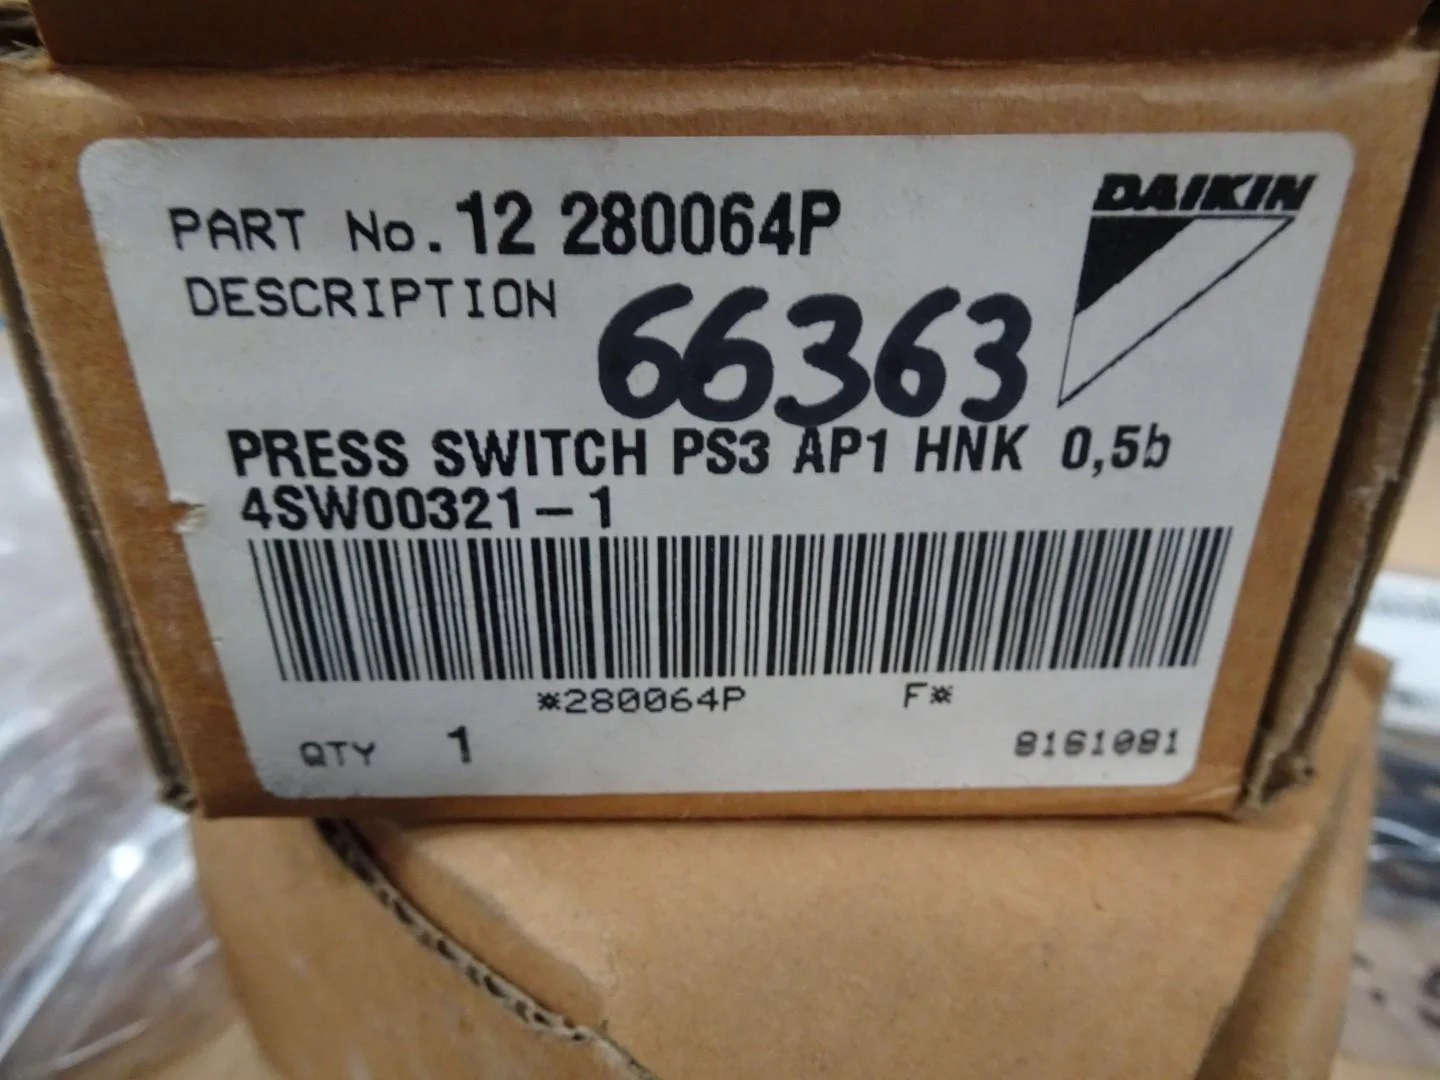 DAIKIN
PART No. 12 280064P
DESCRIPTION
66363
PRESS SWITCH PS3 AP1 HNK 0,5b
4SW00321-1
*280064P F*
QTY 1 8161081